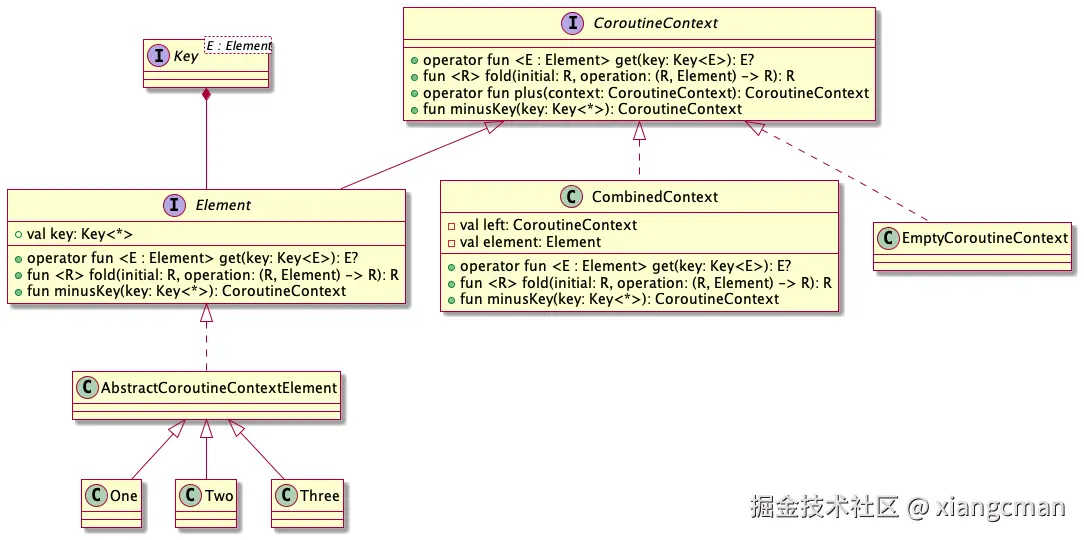 I CoroutineContext
operator fun <E : Element> get(key: Key<E>): E?
fun <R> fold(initial: R, operation: (R, Element) -> R): R
operator fun plus(context: CoroutineContext): CoroutineContext
fun minusKey(key: Key<*>): CoroutineContext
I Key
E : Element
I Element
val key: Key<*>
operator fun <E : Element> get(key: Key<E>): E?
fun <R> fold(initial: R, operation: (R, Element) -> R): R
fun minusKey(key: Key<*>): CoroutineContext
C CombinedContext
val left: CoroutineContext
val element: Element
operator fun <E : Element> get(key: Key<E>): E?
fun <R> fold(initial: R, operation: (R, Element) -> R): R
fun minusKey(key: Key<*>): CoroutineContext
C EmptyCoroutineContext
C AbstractCoroutineContextElement
C One
C Two
C Three
掘金技术社区 @ xiangcman